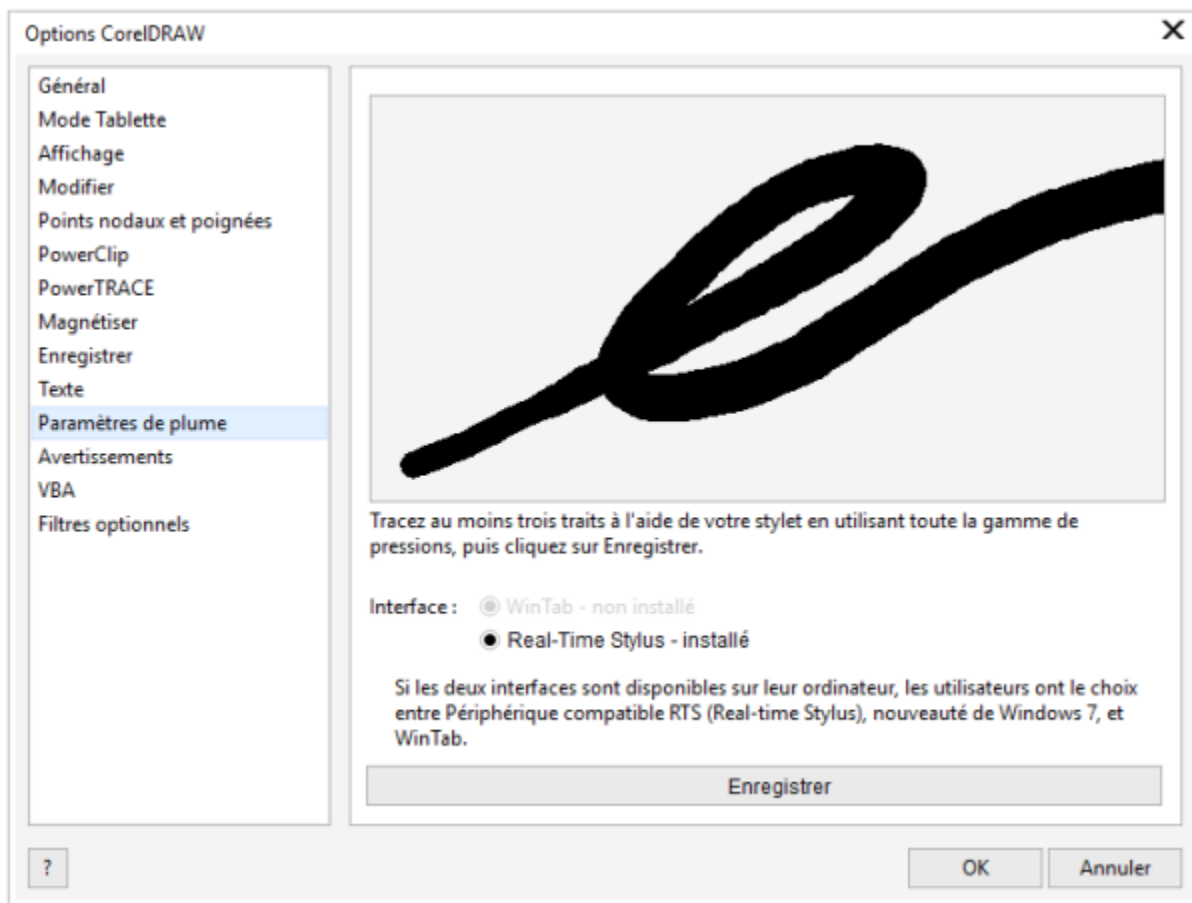 Options CorelDRAW
Général
Mode Tablette
Affichage
Modifier
Points nodaux et poignées
PowerClip
PowerTRACE
Magnétiser
Enregistrer
Texte
Paramètres de plume
Avertissements
VBA
Filtres optionnels
Tracez au moins trois traits à l'aide de votre stylet en utilisant toute la gamme de
pressions, puis cliquez sur Enregistrer.
Interface : WinTab - non installé
Real-Time Stylus - installé
Si les deux interfaces sont disponibles sur leur ordinateur, les utilisateurs ont le choix
entre Périphérique compatible RTS (Real-time Stylus), nouveauté de Windows 7, et
WinTab.
Enregistrer
?
OK
Annuler